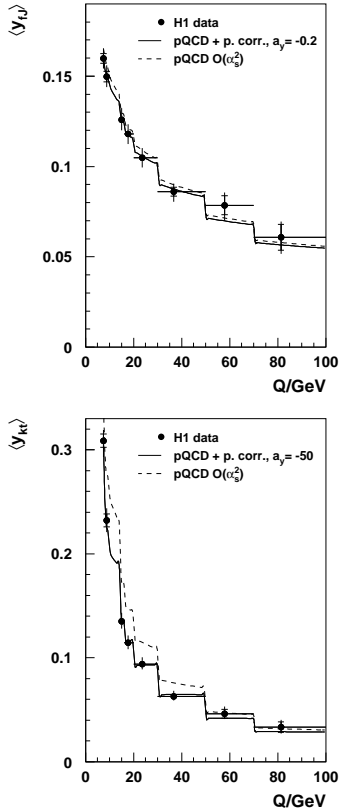 ⟨y_fJ⟩
H1 data
pQCD + p. corr., a_y= -0.2
pQCD O(α_s^2)
0.15
0.1
0.05
0
0 20 40 60 80 100
Q/GeV
⟨y_kt⟩
H1 data
pQCD + p. corr., a_y= -50
pQCD O(α_s^2)
0.3
0.2
0.1
0
0 20 40 60 80 100
Q/GeV